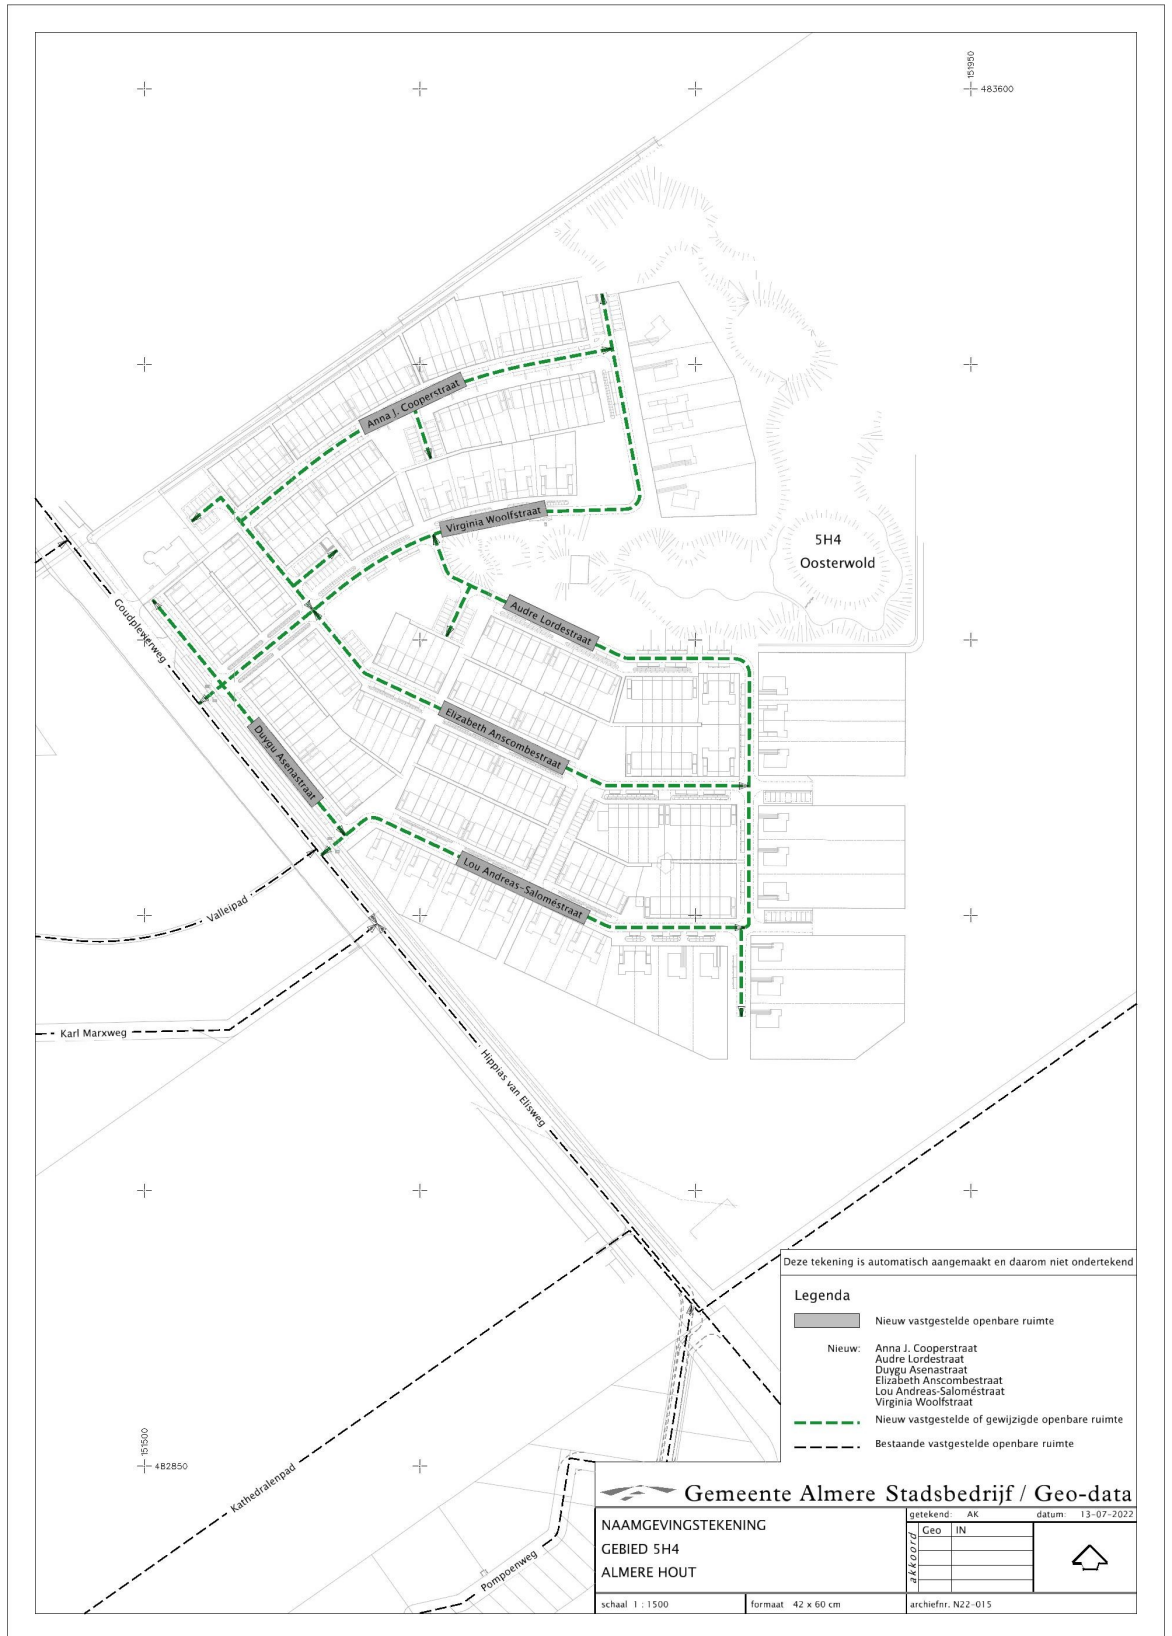 151950
483600
Anna J. Cooperstraat
Virginia Woolfstraat
5H4
Oosterwold
Audre Lordestraat
Goudplevierweg
Elizabeth Anscombestraat
Duygu Asenastraat
Lou Andreas-Saloméstraat
Valleipad
Karl Marxweg
Hippias van Elisweg
Deze tekening is automatisch aangemaakt en daarom niet ondertekend
Legenda
Nieuw vastgestelde openbare ruimte
Nieuw: Anna J. Cooperstraat
Audre Lordestraat
Duygu Asenastraat
Elizabeth Anscombestraat
Lou Andreas-Saloméstraat
Virginia Woolfstraat
Nieuw vastgestelde of gewijzigde openbare ruimte
Bestaande vastgestelde openbare ruimte
151500
482850
Kathedralenpad
Pompoenweg
Gemeente Almere Stadsbedrijf / Geo-data
NAAMGEVINGSTEKENING
GEBIED 5H4
ALMERE HOUT
getekend: AK datum: 13-07-2022
akkoord
Geo IN
schaal 1 : 1500 formaat 42 x 60 cm archiefnr. N22-015